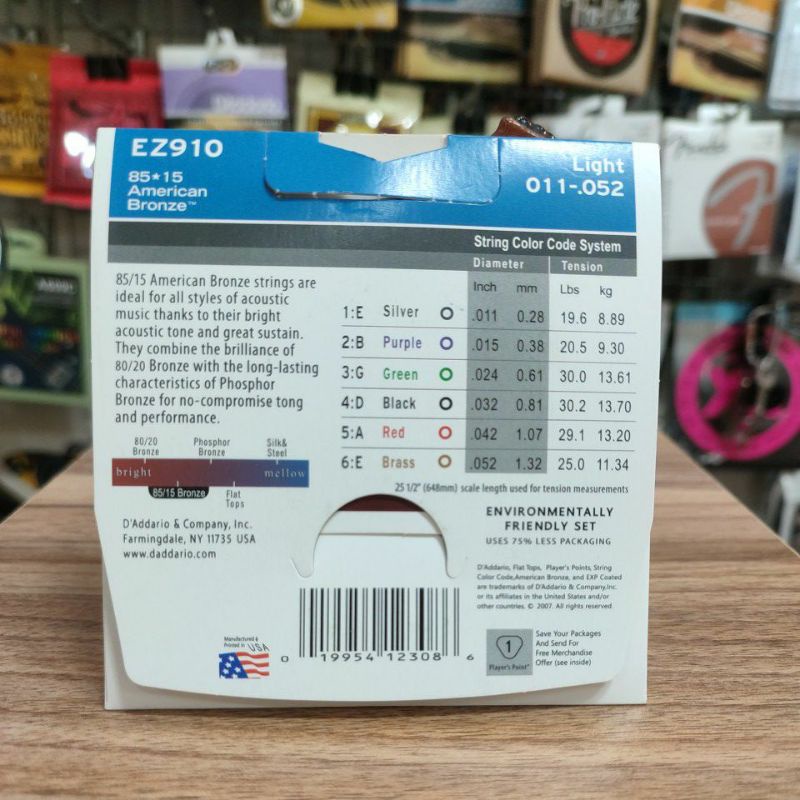 EZ910
85★15
American
Bronze™
Light
011-.052
String Color Code System
Diameter Tension
Inch mm Lbs kg
1:E Silver .011 0.28 19.6 8.89
2:B Purple .015 0.38 20.5 9.30
3:G Green .024 0.61 30.0 13.61
4:D Black .032 0.81 30.2 13.70
5:A Red .042 1.07 29.1 13.20
6:E Brass .052 1.32 25.0 11.34
25 1/2" (648mm) scale length used for tension measurements
85/15 American Bronze strings are
ideal for all styles of acoustic
music thanks to their bright
acoustic tone and great sustain.
They combine the brilliance of
80/20 Bronze with the long-lasting
characteristics of Phosphor
Bronze for no-compromise tong
and performance.
80/20 Bronze
Phosphor Bronze
Silk& Steel
bright mellow
85/15 Bronze
Flat Tops
D'Addario & Company, Inc.
Farmingdale, NY 11735 USA
www.daddario.com
ENVIRONMENTALLY
FRIENDLY SET
USES 75% LESS PACKAGING
D'Addario, Flat Tops, Player's Points, String
Color Code,American Bronze, and EXP Coated
are trademarks of D'Addario & Company,Inc.
or its affiliates in the United States and/or
other countries. © 2007. All rights reserved.
Manufactured &
Printed in USA
0 19954 12308 6
1
Player's Point
Save Your Packages
And Send For
Free Merchandise
Offer (see inside)
Fender